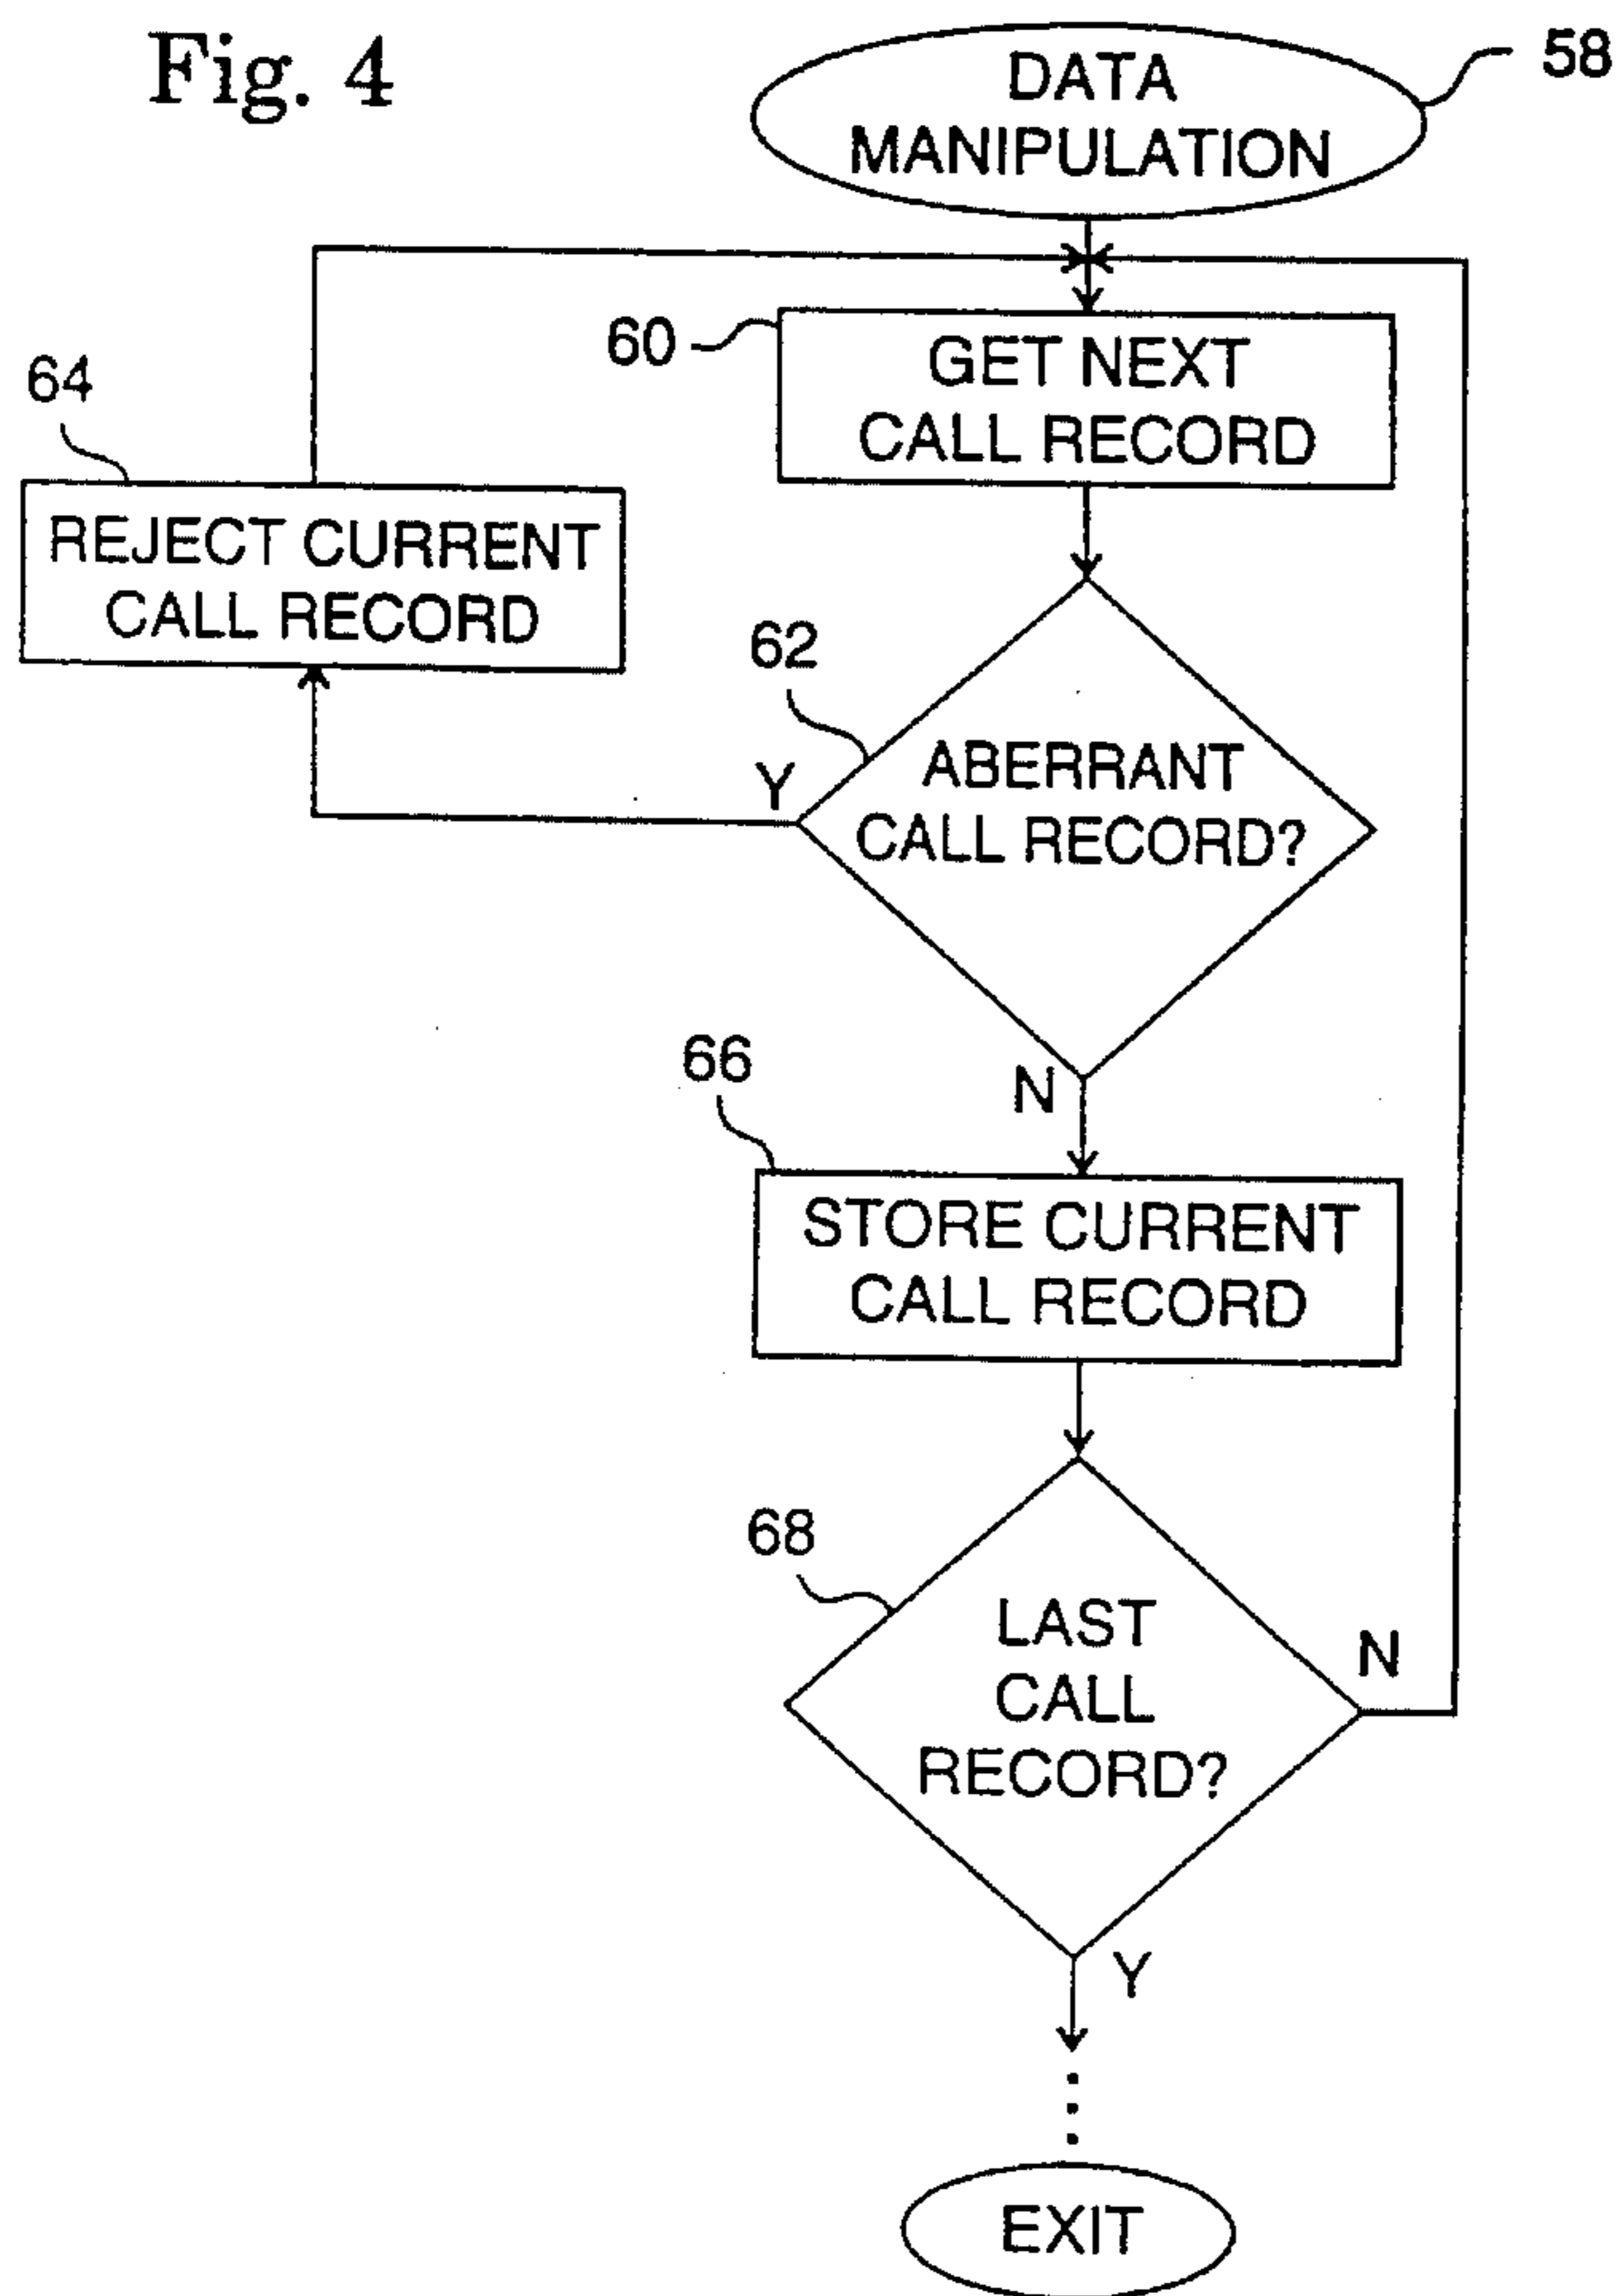 Fig. 4
DATA
MANIPULATION
58
60
GET NEXT
CALL RECORD
64
REJECT CURRENT
CALL RECORD
62
Y
ABERRANT
CALL RECORD?
N
66
STORE CURRENT
CALL RECORD
68
LAST
CALL
RECORD?
N
Y
EXIT